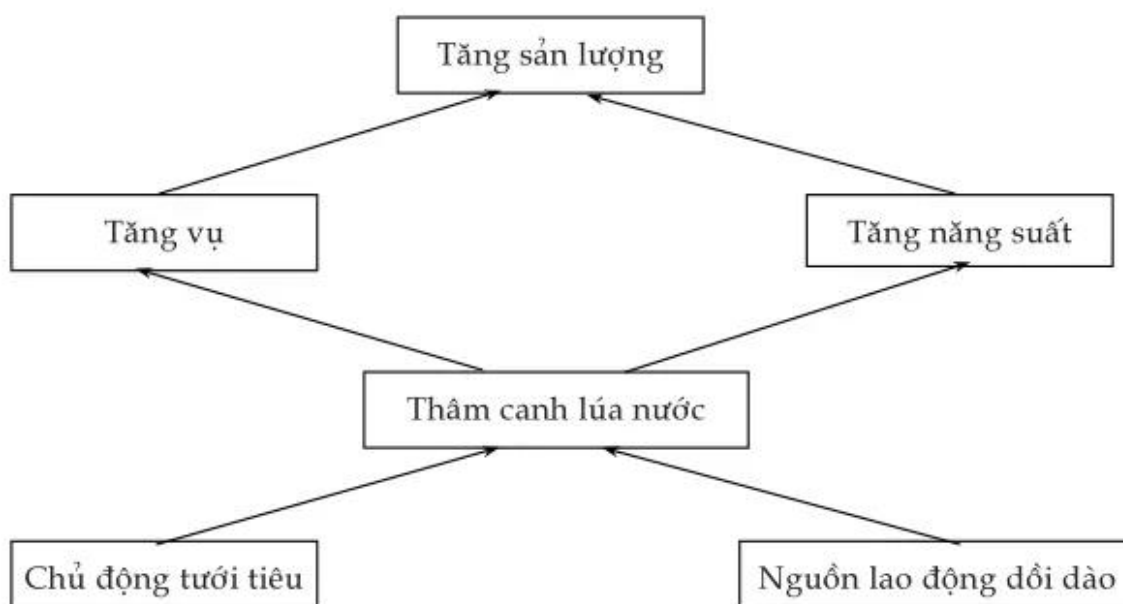 Tăng sản lượng
Tăng vụ
Tăng năng suất
Thâm canh lúa nước
Chủ động tưới tiêu
Nguồn lao động dồi dào